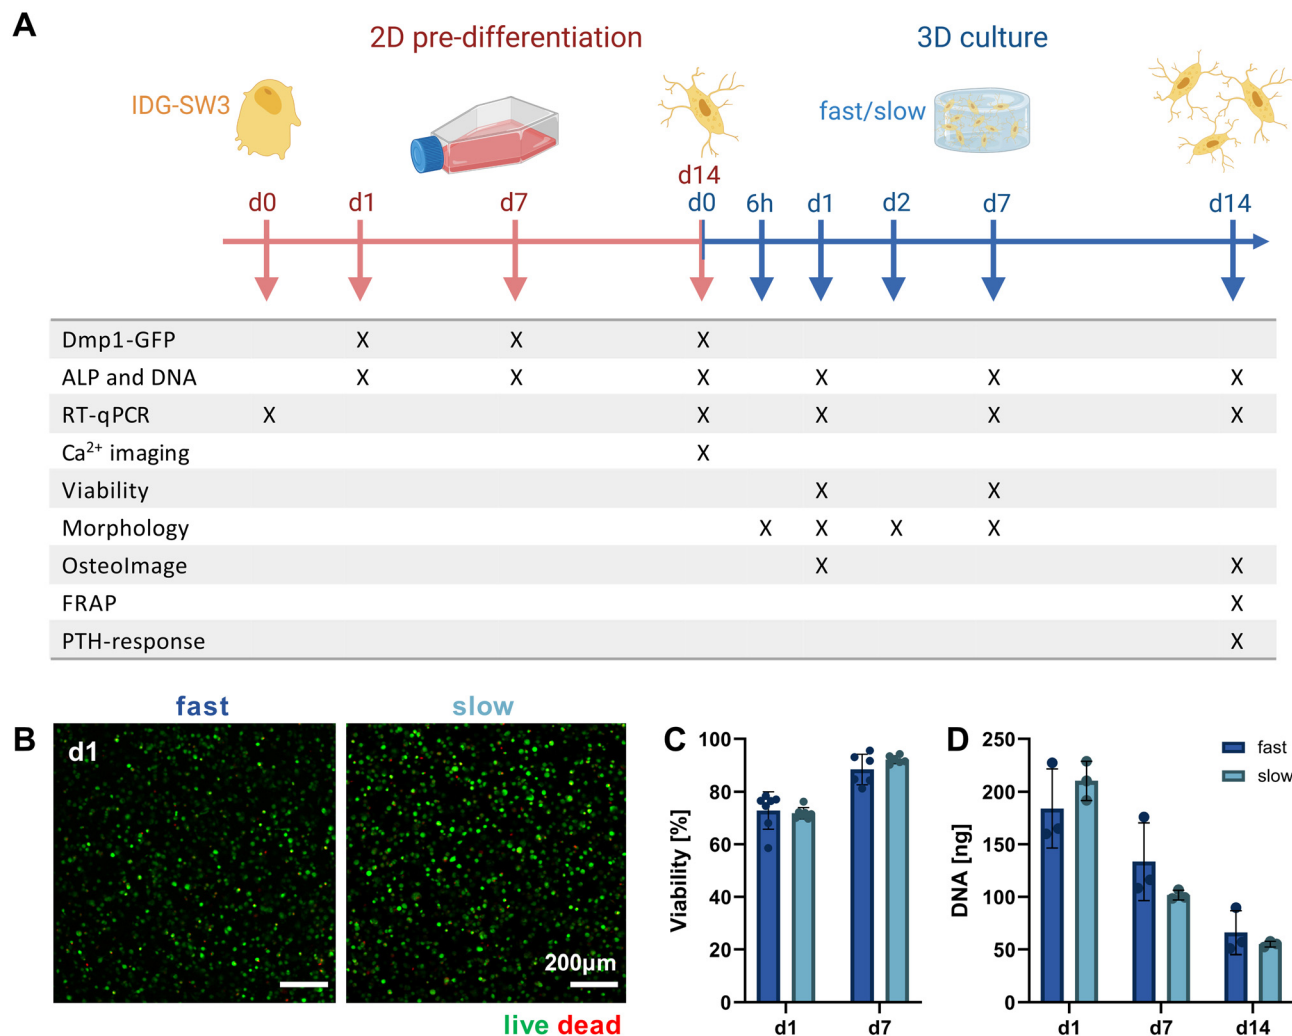 A
2D pre-differentiation
3D culture
IDG-SW3
fast/slow
d14
d0 d1 d7 d0 6h d1 d2 d7 d14
Dmp1-GFP X X X
ALP and DNA X X X X X X
RT-qPCR X X X X X
Ca²⁺ imaging X
Viability X X
Morphology X X X X
OsteoImage X X
FRAP X
PTH-response X
B
fast slow
d1
200µm
live dead
C
Viability [%]
100
80
60
40
20
0
d1 d7
D
DNA [ng]
250
200
150
100
50
0
d1 d7 d14
fast
slow